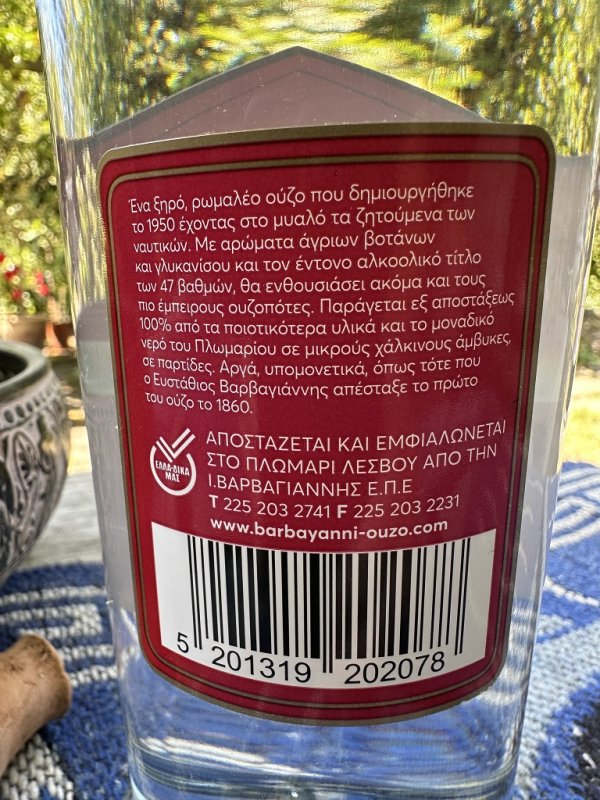 Ένα ξηρό, ρωμαλέο ούζο που δημιουργήθηκε
το 1950 έχοντας στο μυαλό τα ζητούμενα των
ναυτικών. Με αρώματα άγριων βοτάνων
και γλυκανίσου και τον έντονο αλκοολικό τίτλο
των 47 βαθμών, θα ενθουσιάσει ακόμα και τους
πιο έμπειρους ουζοπότες. Παράγεται εξ αποστάξεως
100% από τα ποιοτικότερα υλικά και το μοναδικό
νερό του Πλωμαρίου σε μικρούς χάλκινους άμβυκες,
σε παρτίδες. Αργά, υπομονετικά, όπως τότε που
ο Ευστάθιος Βαρβαγιάννης απέσταξε το πρώτο
του ούζο το 1860.
ΕΛΛΑ-ΔΙΚΑ
ΜΑΣ
ΑΠΟΣΤΑΖΕΤΑΙ ΚΑΙ ΕΜΦΙΑΛΩΝΕΤΑΙ
ΣΤΟ ΠΛΩΜΑΡΙ ΛΕΣΒΟΥ ΑΠΟ ΤΗΝ
Ι.ΒΑΡΒΑΓΙΑΝΝΗΣ Ε.Π.Ε
Τ 225 203 2741 F 225 203 2231
www.barbayanni-ouzo.com
5 201319 202078